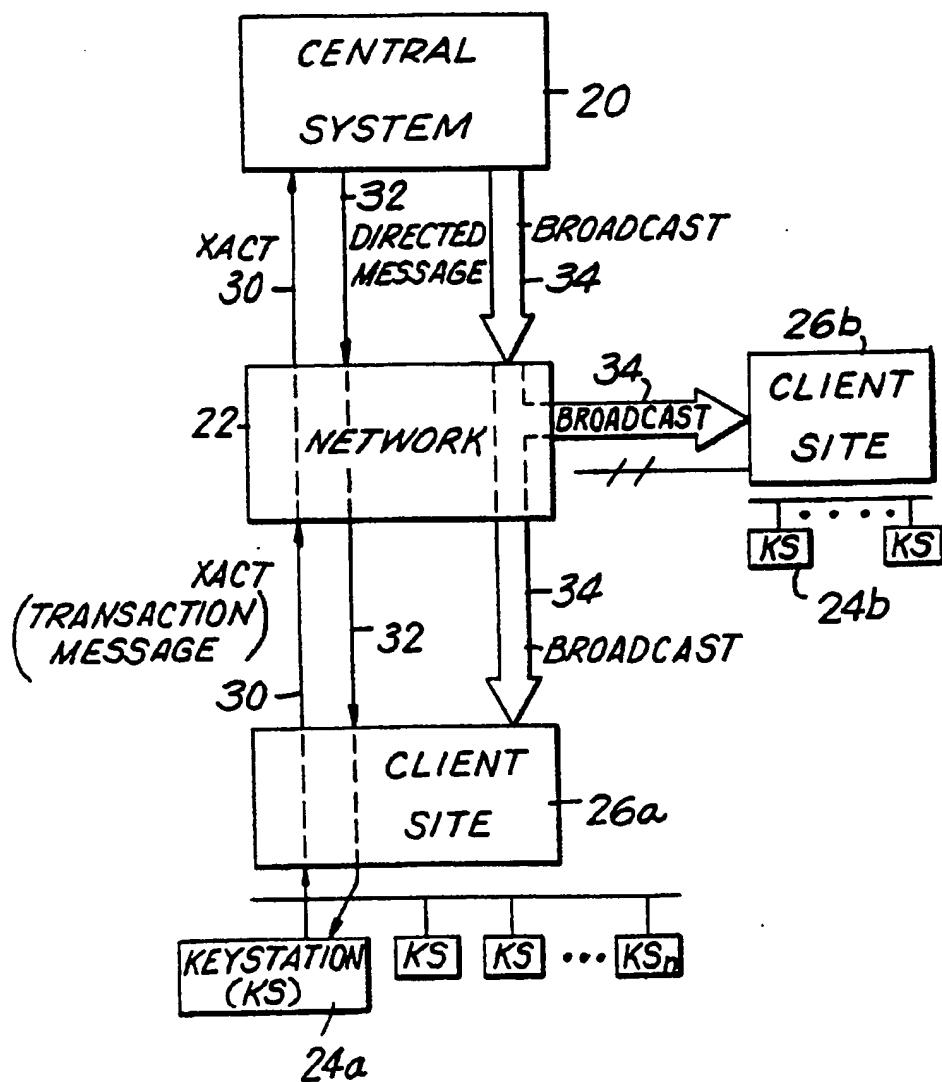 CENTRAL
SYSTEM
20
32
XACT
30
DIRECTED
MESSAGE
BROADCAST
34
26b
CLIENT
SITE
34
BROADCAST
22
NETWORK
KS
....
KS
24b
XACT
(TRANSACTION
MESSAGE)
30
32
34
BROADCAST
CLIENT
SITE
26a
KEYSTATION
(KS)
KS
KS
...
KSn
24a